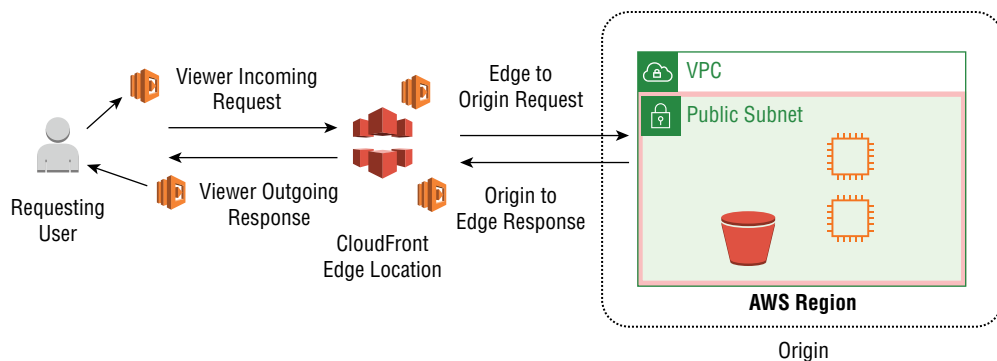 Viewer Incoming
Request
Edge to
Origin Request
VPC
Public Subnet
Requesting
User
Viewer Outgoing
Response
CloudFront
Edge Location
Origin to
Edge Response
AWS Region
Origin